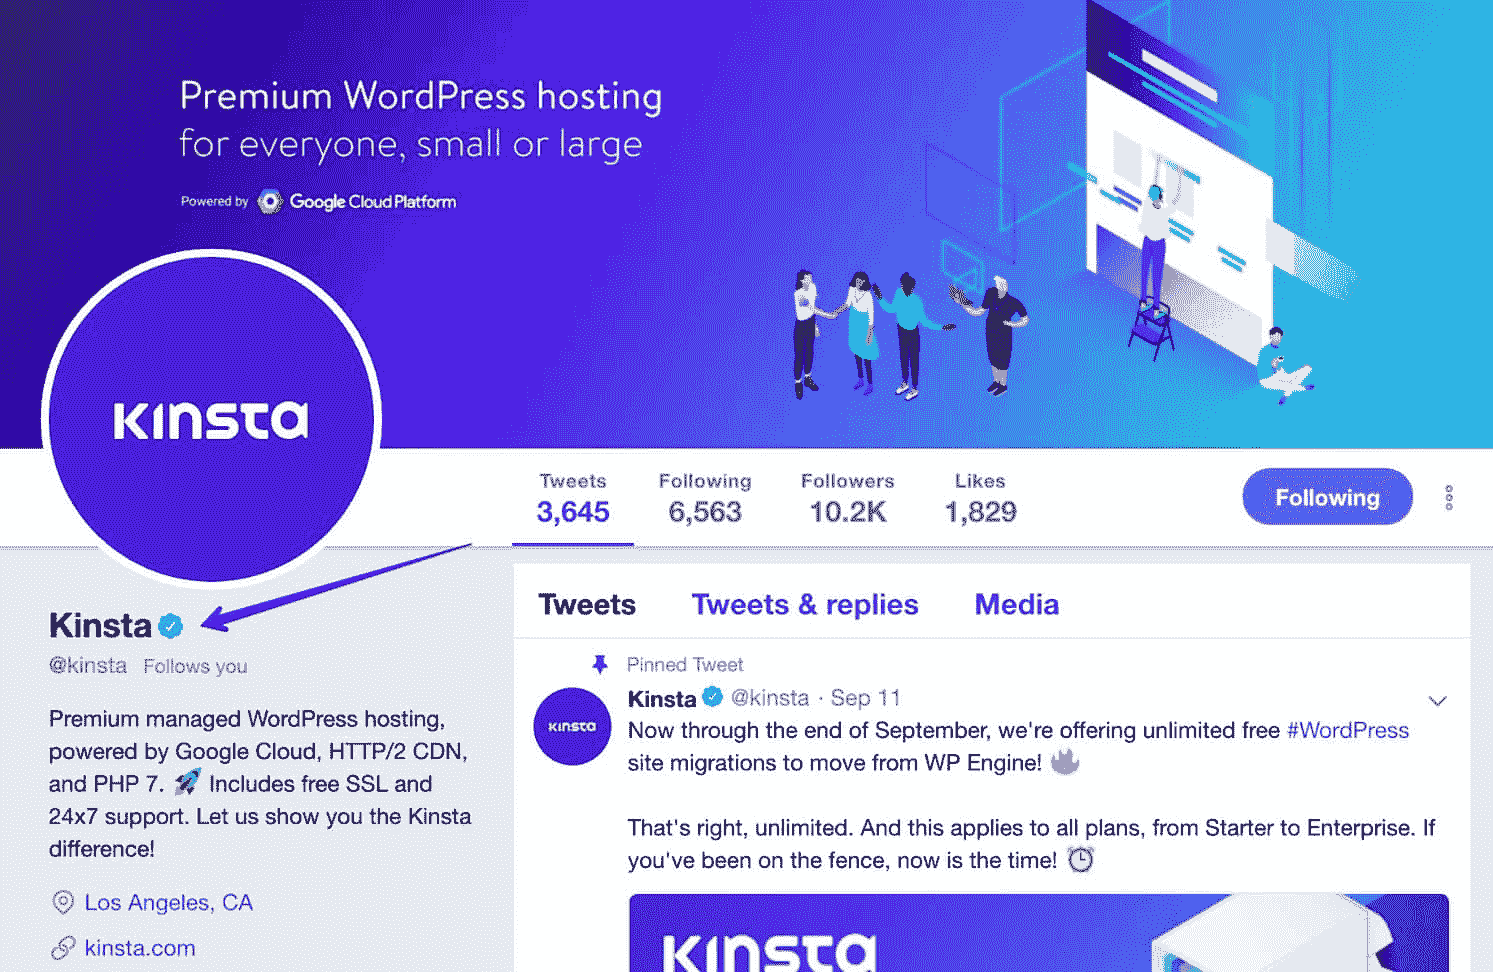 Premium WordPress hosting
for everyone, small or large
Powered by Google Cloud Platform
KINSTA
Tweets
3,645
Following
6,563
Followers
10.2K
Likes
1,829
Following
Kinsta
@kinsta Follows you
Premium managed WordPress hosting,
powered by Google Cloud, HTTP/2 CDN,
and PHP 7. 🚀 Includes free SSL and
24x7 support. Let us show you the Kinsta
difference!
Los Angeles, CA
kinsta.com
Tweets Tweets & replies Media
Pinned Tweet
Kinsta @kinsta · Sep 11
KINSTA
Now through the end of September, we're offering unlimited free #WordPress
site migrations to move from WP Engine! 🔥
That's right, unlimited. And this applies to all plans, from Starter to Enterprise. If
you've been on the fence, now is the time! ⏰
KINSTA